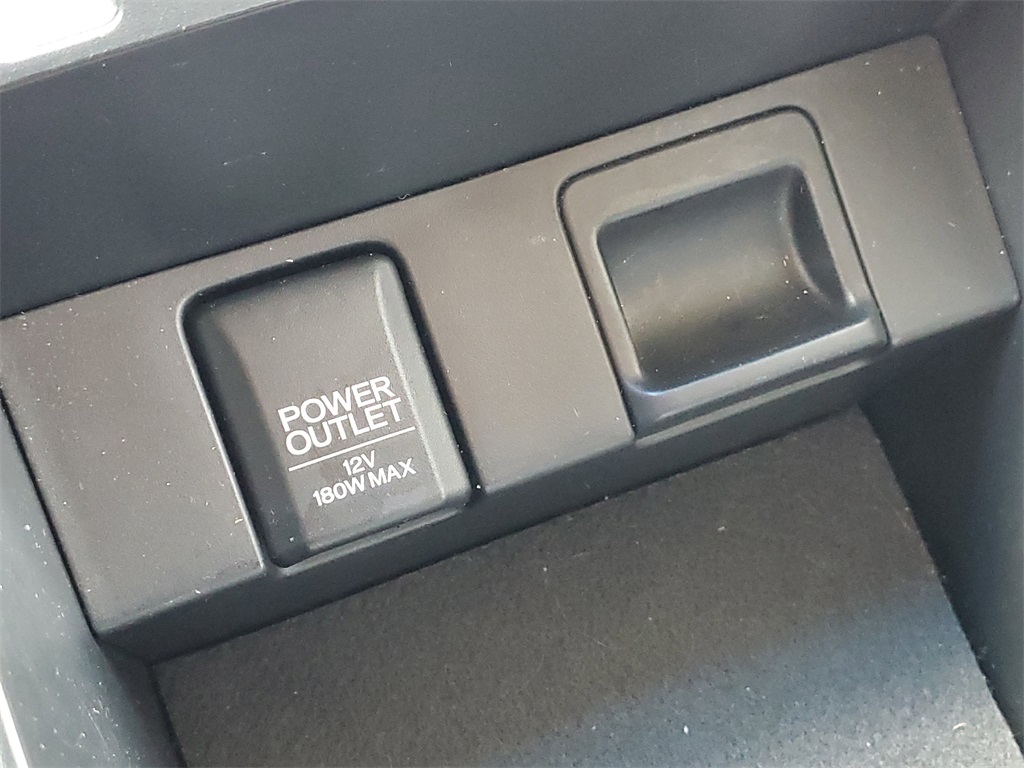 POWER
OUTLET
12V
180W MAX